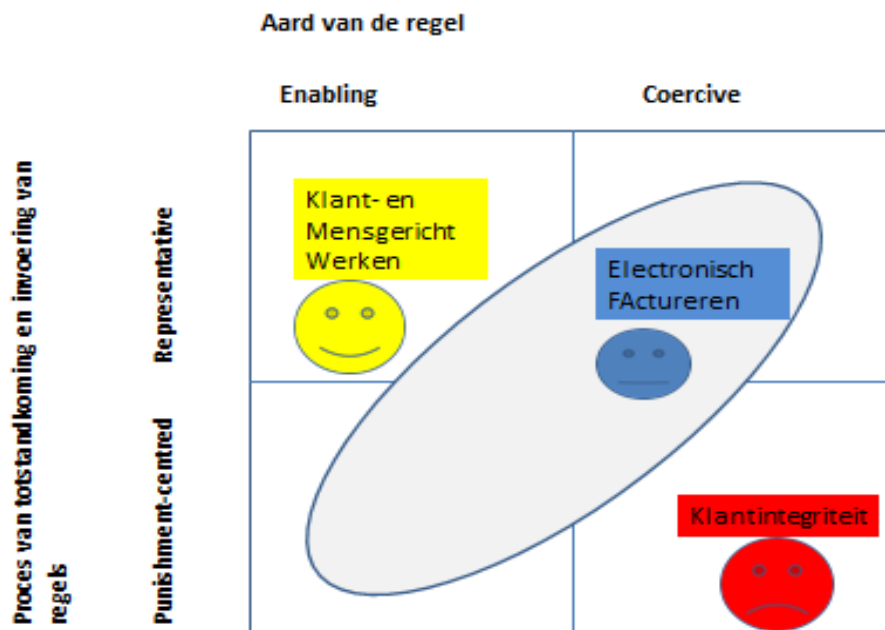 Aard van de regel
Enabling
Coercive
Proces van totstandkoming en invoering van
regels
Representative
Punishment-centred
Klant- en
Mensgericht
Werken
Electronisch
FActureren
Klantintegriteit